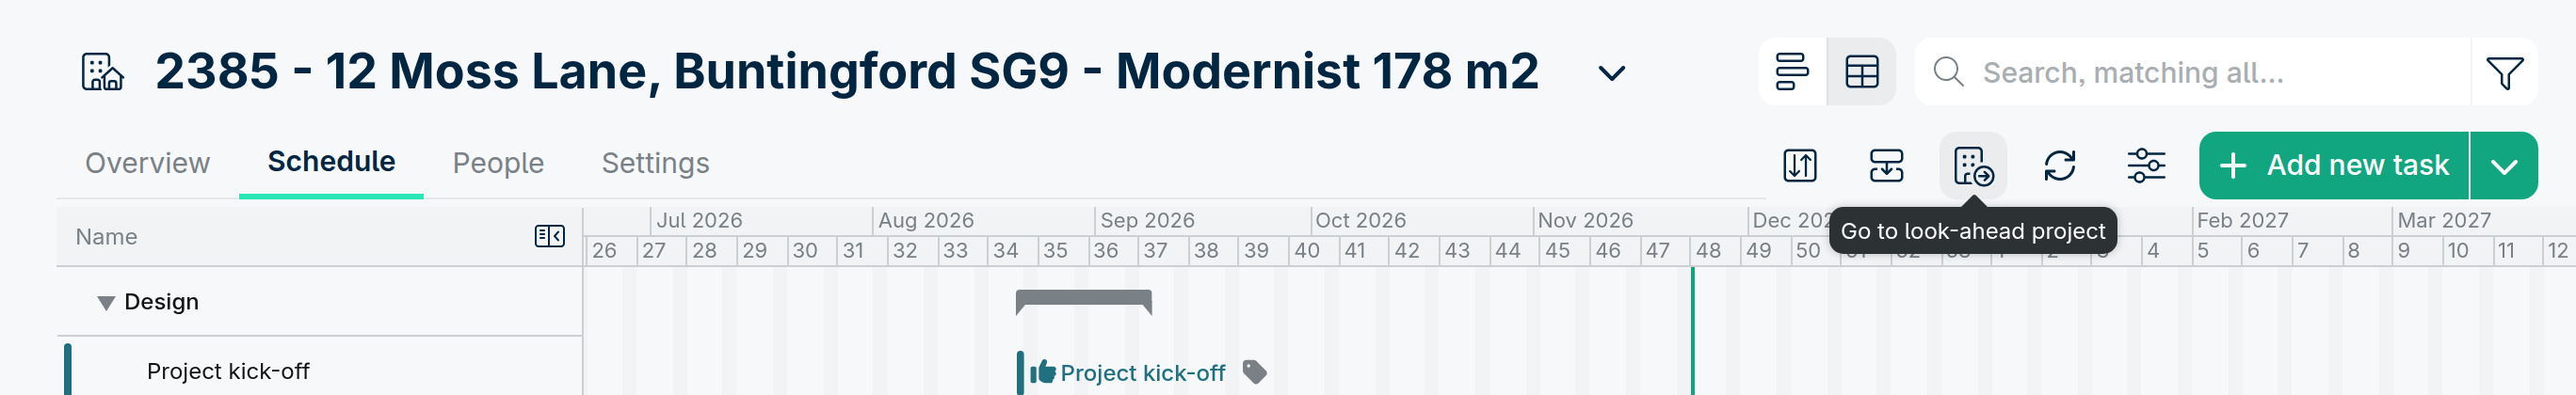 2385 - 12 Moss Lane, Buntingford SG9 - Modernist 178 m2
Search, matching all...
Overview Schedule People Settings
Add new task
Go to look-ahead project
Name
Jul 2026 Aug 2026 Sep 2026 Oct 2026 Nov 2026 Dec 202 Feb 2027 Mar 2027
26 27 28 29 30 31 32 33 34 35 36 37 38 39 40 41 42 43 44 45 46 47 48 49 50 4 5 6 7 8 9 10 11 12
Design
Project kick-off Project kick-off